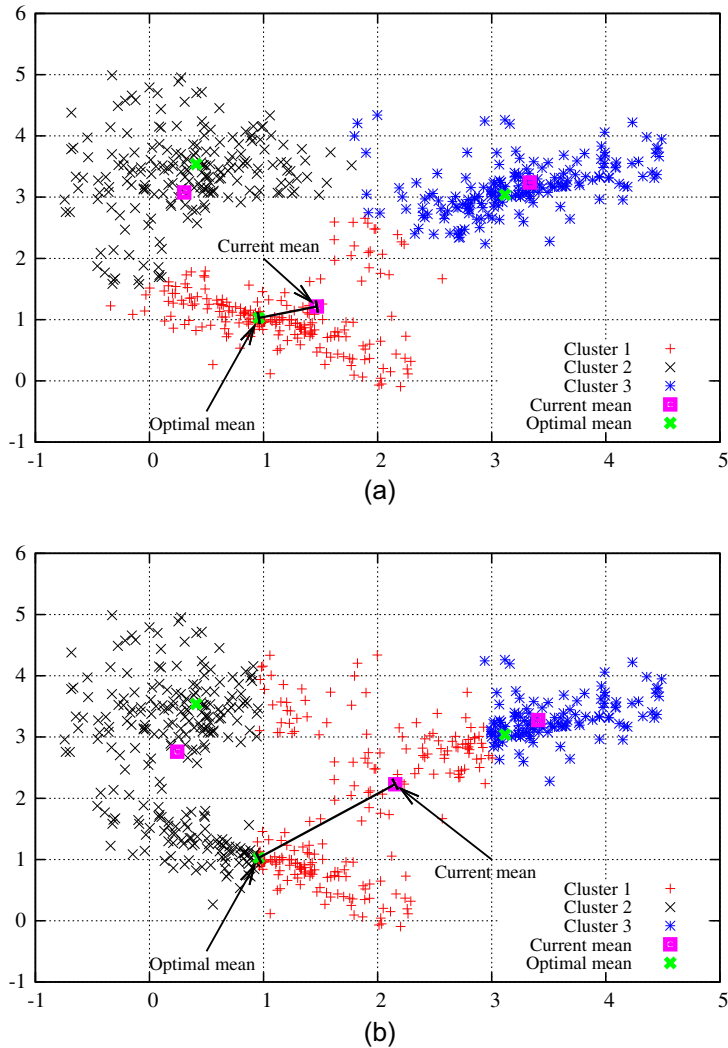 6
5
4
3
2
1
0
-1
Current mean
Optimal mean
Cluster 1
Cluster 2
Cluster 3
Current mean
Optimal mean
-1 0 1 2 3 4 5
(a)
6
5
4
3
2
1
0
-1
Current mean
Optimal mean
Cluster 1
Cluster 2
Cluster 3
Current mean
Optimal mean
-1 0 1 2 3 4 5
(b)